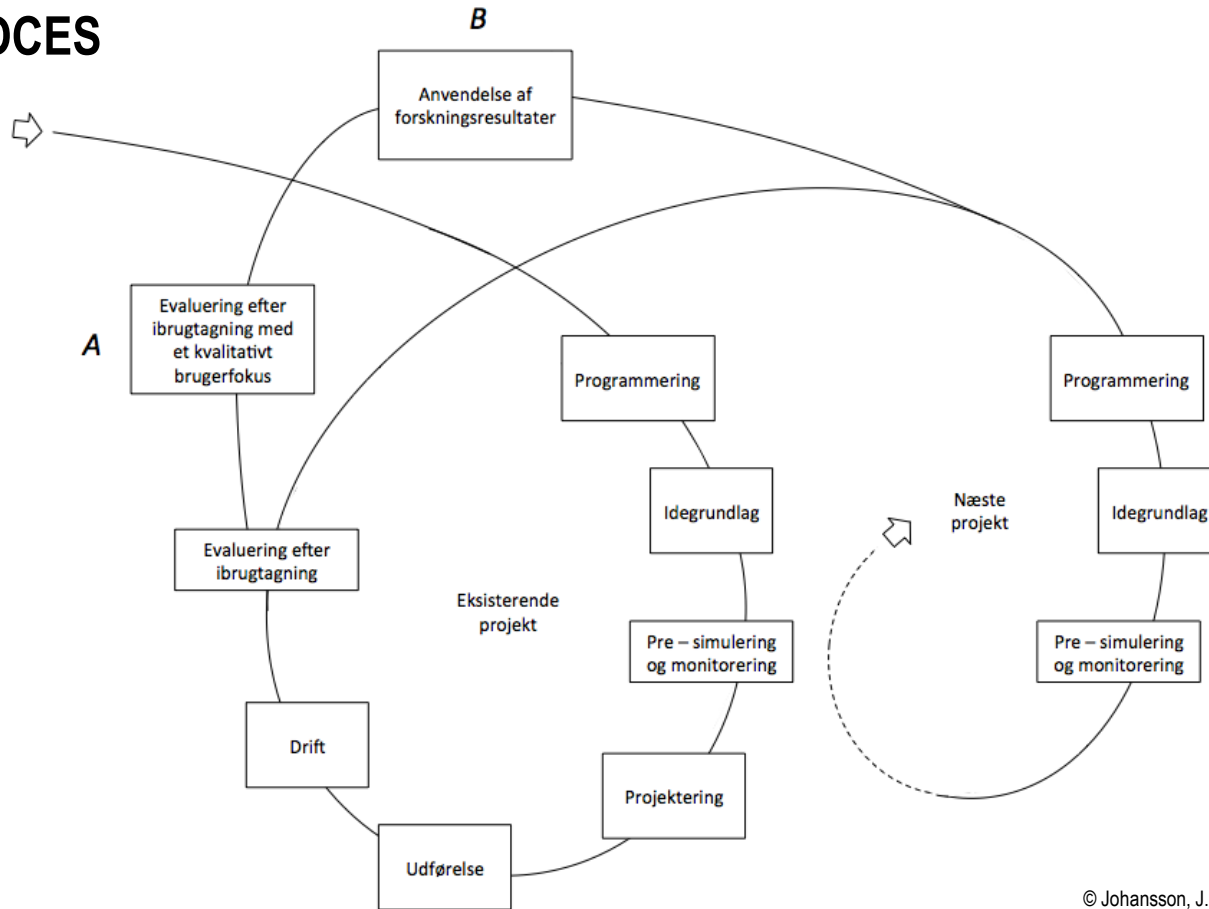 OCES
B
Anvendelse af
forskningsresultater
Evaluering efter
ibrugtagning med
et kvalitativt
brugerfokus
A
Programmering
Programmering
Idegrundlag
Næste
projekt
Idegrundlag
Evaluering efter
ibrugtagning
Eksisterende
projekt
Pre – simulering
og monitorering
Pre – simulering
og monitorering
Drift
Projektering
Udførelse
© Johansson, J.